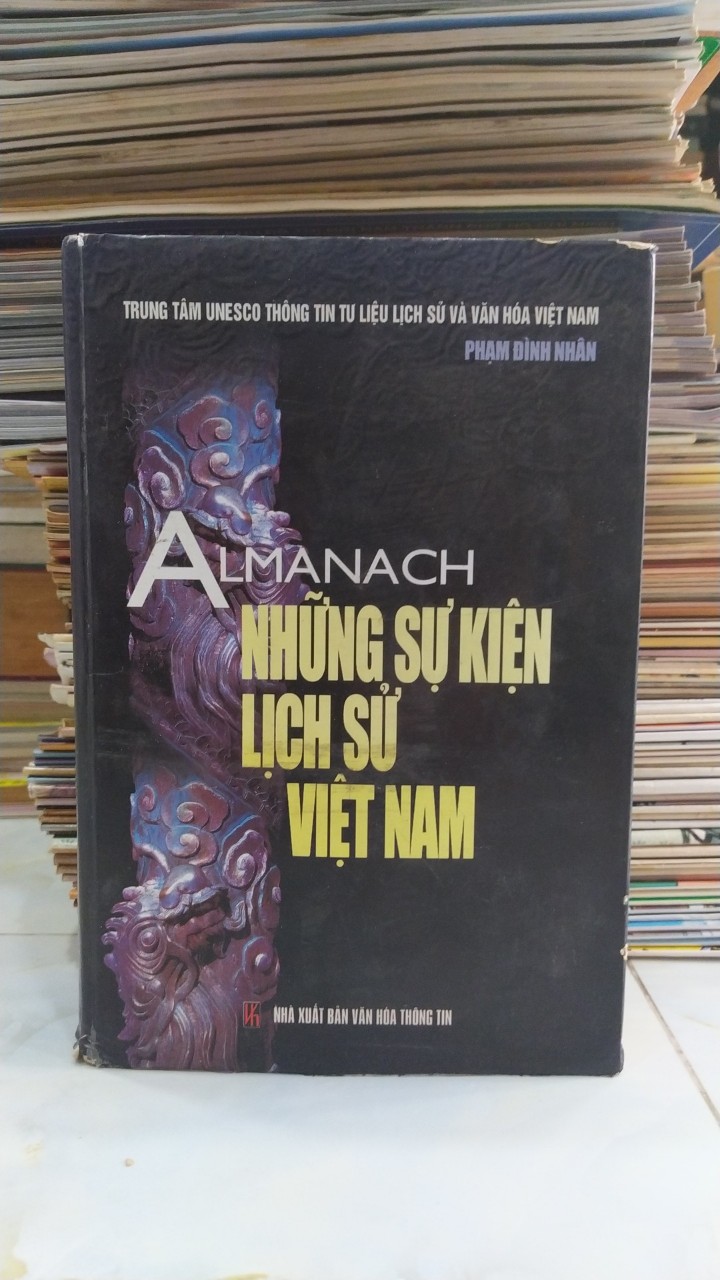 TRUNG TÂM UNESCO THÔNG TIN TƯ LIỆU LỊCH SỬ VÀ VĂN HÓA VIỆT NAM
PHẠM ĐÌNH NHÂN
ALMANACH
NHỮNG SỰ KIỆN
LỊCH SỬ
VIỆT NAM
NHÀ XUẤT BẢN VĂN HÓA THÔNG TIN